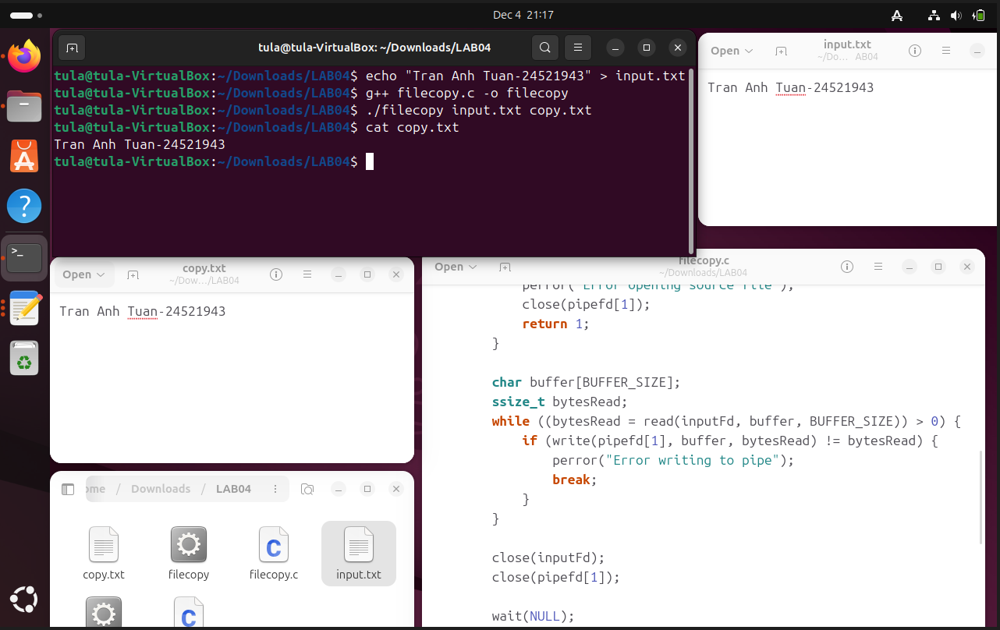 Dec 4 21:17
tula@tula-VirtualBox: ~/Downloads/LAB04
tula@tula-VirtualBox:~/Downloads/LAB04$ echo "Tran Anh Tuan-24521943" > input.txt
tula@tula-VirtualBox:~/Downloads/LAB04$ g++ filecopy.c -o filecopy
tula@tula-VirtualBox:~/Downloads/LAB04$ ./filecopy input.txt copy.txt
tula@tula-VirtualBox:~/Downloads/LAB04$ cat copy.txt
Tran Anh Tuan-24521943
tula@tula-VirtualBox:~/Downloads/LAB04$
Open
input.txt
~/Do… AB04
Tran Anh Tuan-24521943
Open
copy.txt
~/Dow…/LAB04
Tran Anh Tuan-24521943
Open
filecopy.c
~/Downloads/LAB04
perror("Error opening source file");
close(pipefd[1]);
return 1;
}
char buffer[BUFFER_SIZE];
ssize_t bytesRead;
while ((bytesRead = read(inputFd, buffer, BUFFER_SIZE)) > 0) {
if (write(pipefd[1], buffer, bytesRead) != bytesRead) {
perror("Error writing to pipe");
break;
}
}
close(inputFd);
close(pipefd[1]);
wait(NULL);
ome / Downloads / LAB04
copy.txt
filecopy
filecopy.c
input.txt